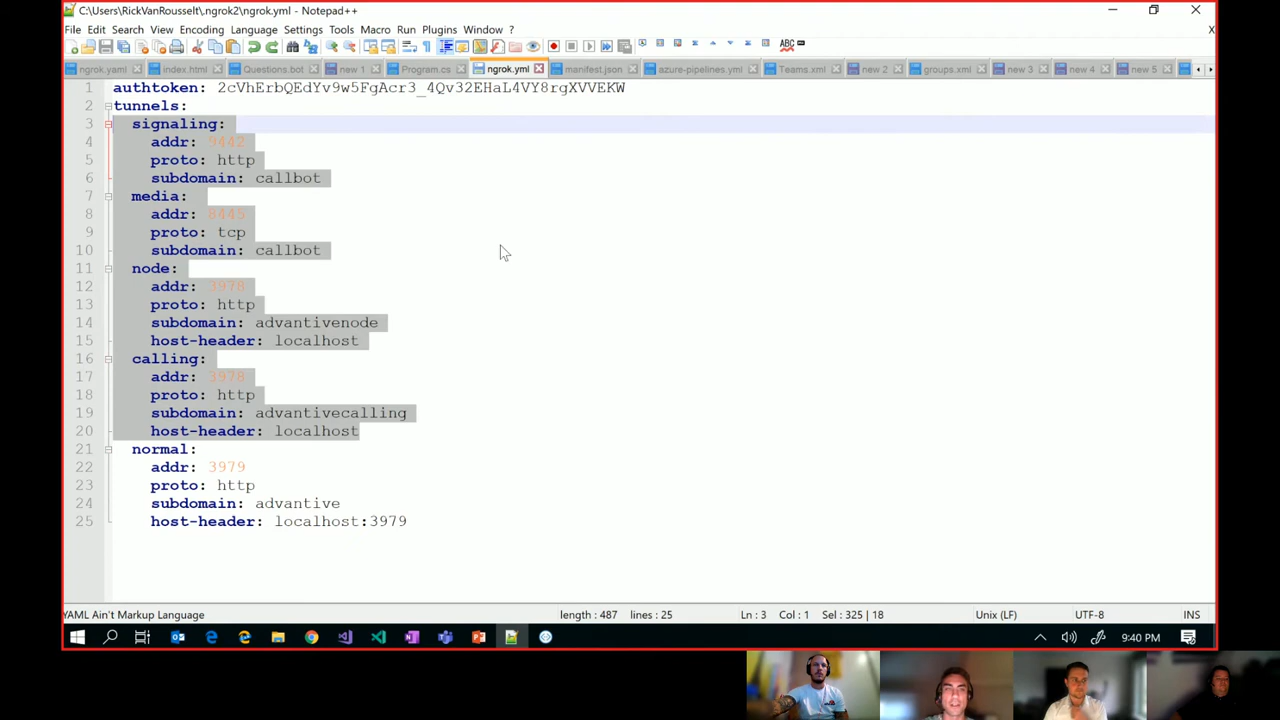 C:\Users\RickVanRousselt\.ngrok2\ngrok.yml - Notepad++
File Edit Search View Encoding Language Settings Tools Macro Run Plugins Window ? X
ngrok.yaml index.html Questions.bot new 1 Program.cs ngrok.yml manifest.json azure-pipelines.yml Teams.xml new 2 groups.xml new 3 new 4 new 5
1 authtoken: 2cVhErbQEdYv9w5FgAcr3_4Qv32EHaL4VY8rgXVVEKW
2 tunnels:
3 signaling:
4 addr: 9442
5 proto: http
6 subdomain: callbot
7 media:
8 addr: 8445
9 proto: tcp
10 subdomain: callbot
11 node:
12 addr: 3978
13 proto: http
14 subdomain: advantivenode
15 host-header: localhost
16 calling:
17 addr: 3978
18 proto: http
19 subdomain: advantivecalling
20 host-header: localhost
21 normal:
22 addr: 3979
23 proto: http
24 subdomain: advantive
25 host-header: localhost:3979
YAML Ain't Markup Language length : 487 lines : 25 Ln : 3 Col : 1 Sel : 325 | 18 Unix (LF) UTF-8 INS
9:40 PM